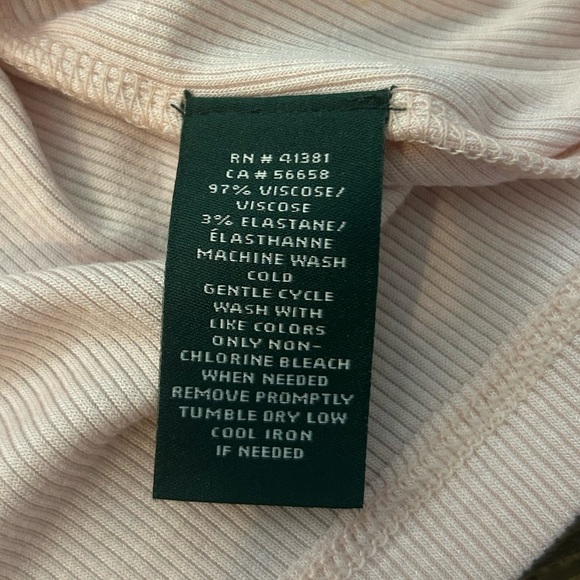 RN # 41381
CA # 56658
97% VISCOSE/
VISCOSE
3% ELASTANE/
ÉLASTHANNE
MACHINE WASH
COLD
GENTLE CYCLE
WASH WITH
LIKE COLORS
ONLY NON-
CHLORINE BLEACH
WHEN NEEDED
REMOVE PROMPTLY
TUMBLE DRY LOW
COOL IRON
IF NEEDED